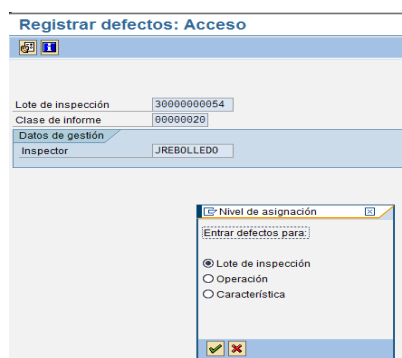 Registrar defectos: Acceso
Lote de inspección 30000000054
Clase de informe 00000020
Datos de gestión
Inspector JREBOLLEDO
Nivel de asignación
Entrar defectos para:
Lote de inspección
Operación
Característica